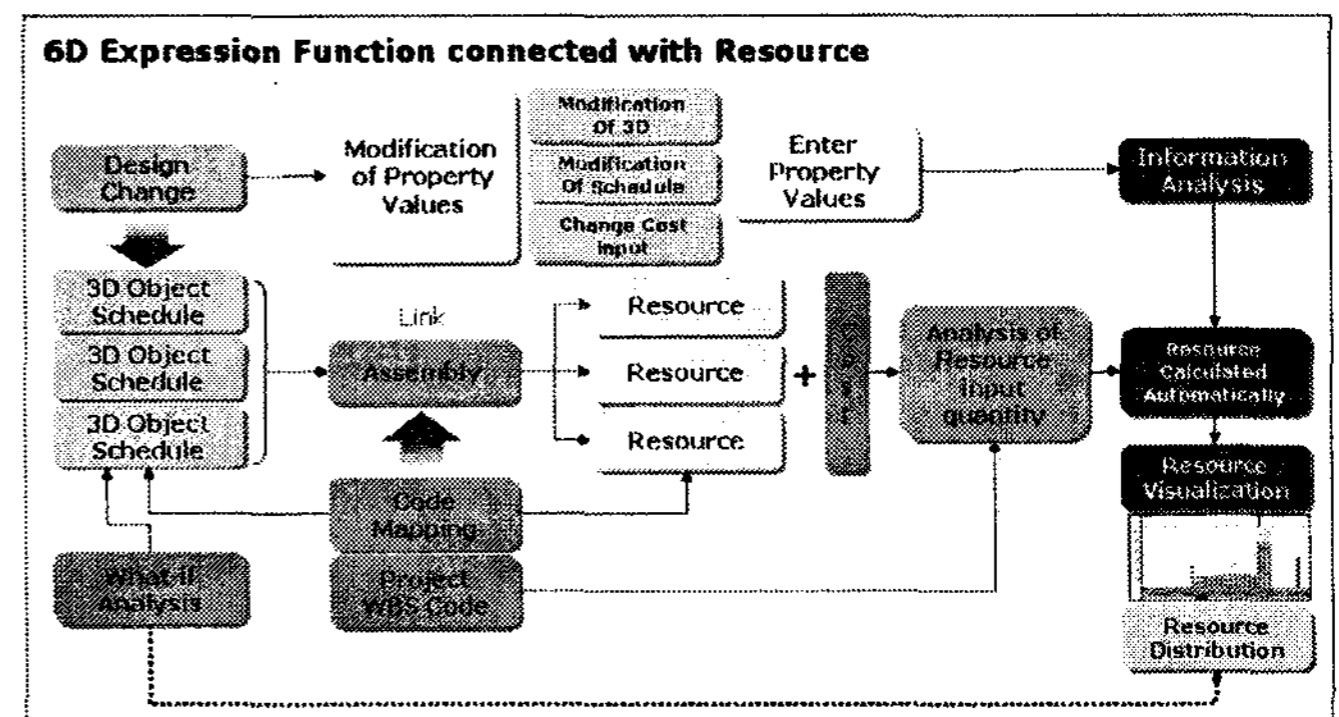 6D Expression Function connected with Resource
Design
Change
Modification
of Property
Values
Modification
Of 3D
Modification
Of Schedule
Change Cost
input
Enter
Property
Values
Information
Analysis
3D Object
Schedule
3D Object
Schedule
3D Object
Schedule
Link
Assembly
Resource
Resource
Resource
+
Cost
Analysis of
Resource
input
quantity
Resource
Calculated
Automatically
Resource
Visualization
Code
Mapping
Project
WBS Code
What-if
Analysis
Resource
Distribution